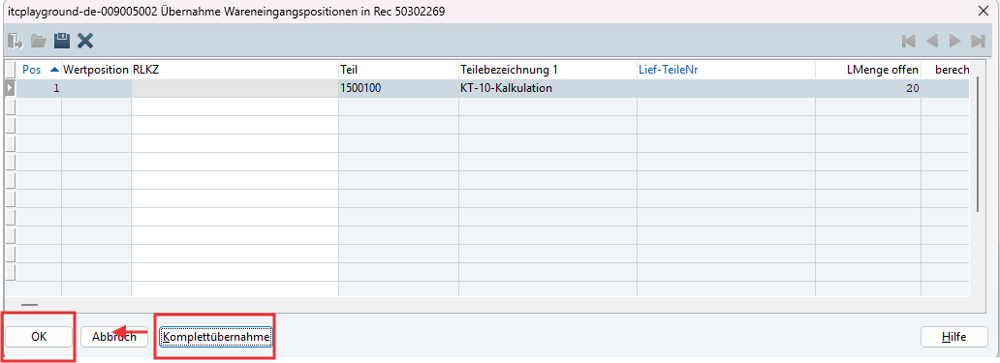 itcplayground-de-009005002 Übernahme Wareneingangspositionen in Rec 50302269
Pos Wertposition RLKZ Teil Teilebezeichnung 1 Lief-TeileNr LMenge offen berech
1 1500100 KT-10-Kalkulation 20
OK Abbruch Komplettübernahme Hilfe